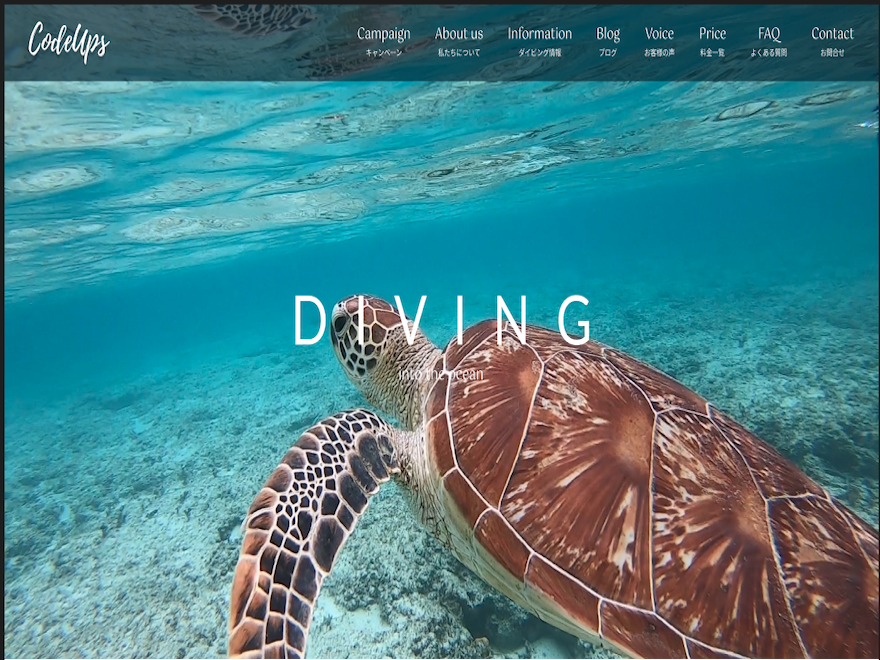 CodeUps
Campaign About us Information Blog Voice Price FAQ Contact
キャンペーン 私たちについて ダイビング情報 ブログ お客様の声 料金一覧 よくある質問 お問合せ
DIVING
into the ocean